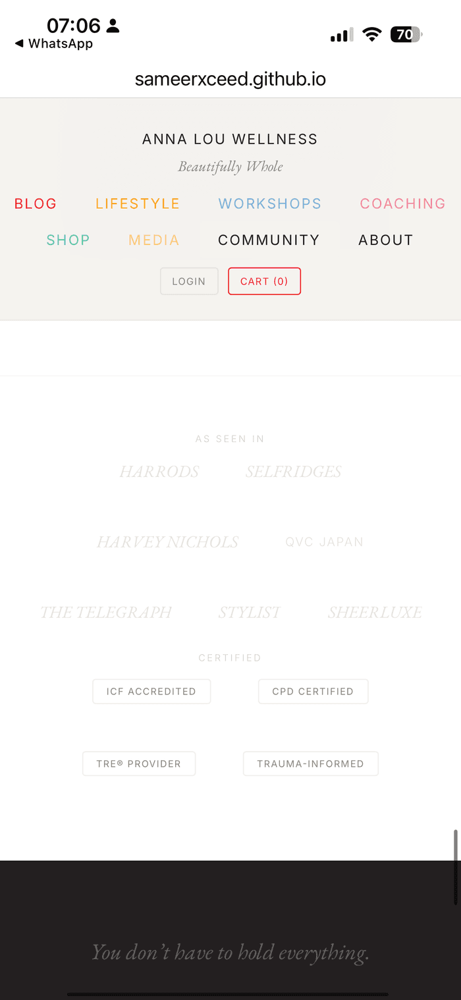 07:06
◀ WhatsApp
70
sameerxceed.github.io
ANNA LOU WELLNESS
Beautifully Whole
BLOG LIFESTYLE WORKSHOPS COACHING
SHOP MEDIA COMMUNITY ABOUT
LOGIN CART (0)
AS SEEN IN
HARRODS SELFRIDGES
HARVEY NICHOLS QVC JAPAN
THE TELEGRAPH STYLIST SHEERLUXE
CERTIFIED
ICF ACCREDITED CPD CERTIFIED
TRE® PROVIDER TRAUMA-INFORMED
You don’t have to hold everything.